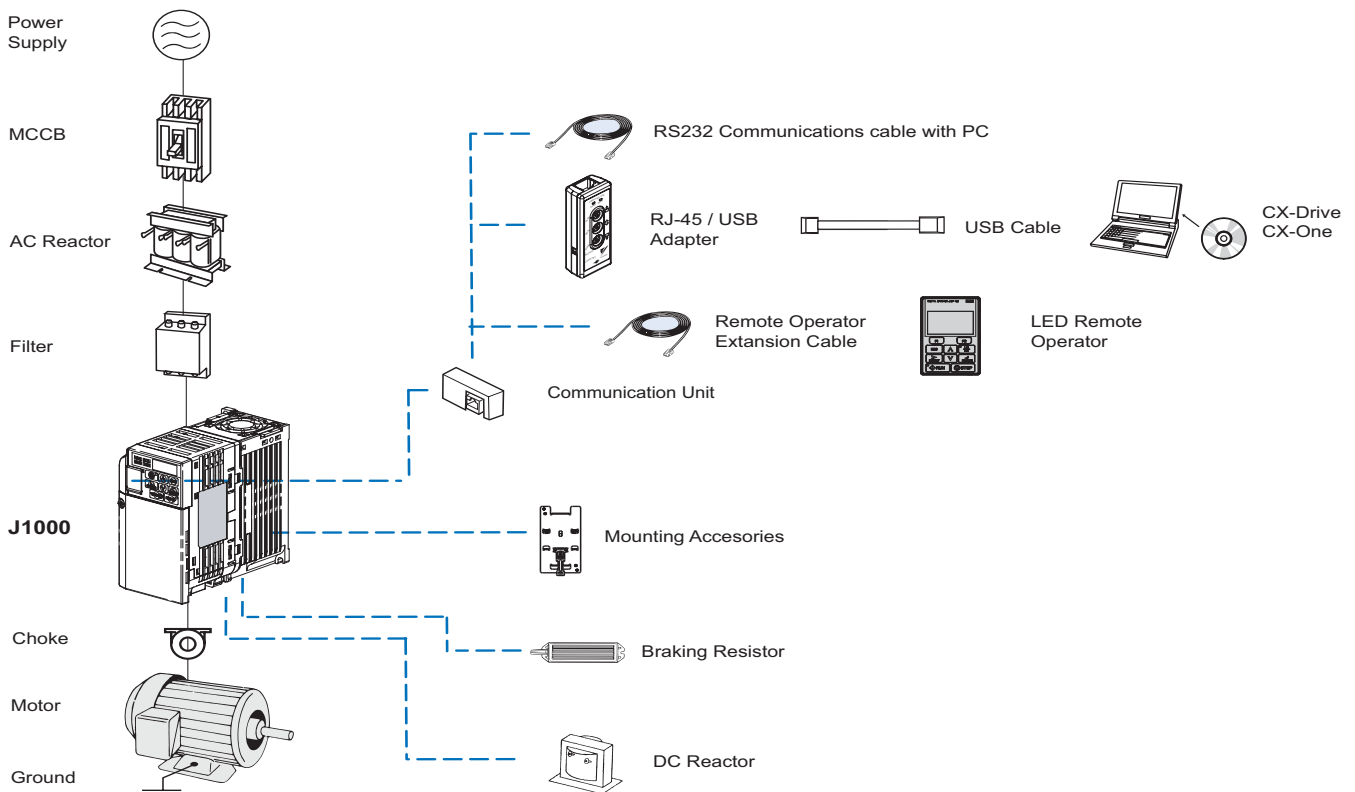 Power
Supply
MCCB
RS232 Communications cable with PC
RJ-45 / USB
Adapter
USB Cable
CX-Drive
CX-One
AC Reactor
Filter
Remote Operator
Extension Cable
LED Remote
Operator
Communication Unit
J1000
Mounting Accesories
Choke
Braking Resistor
Motor
DC Reactor
Ground